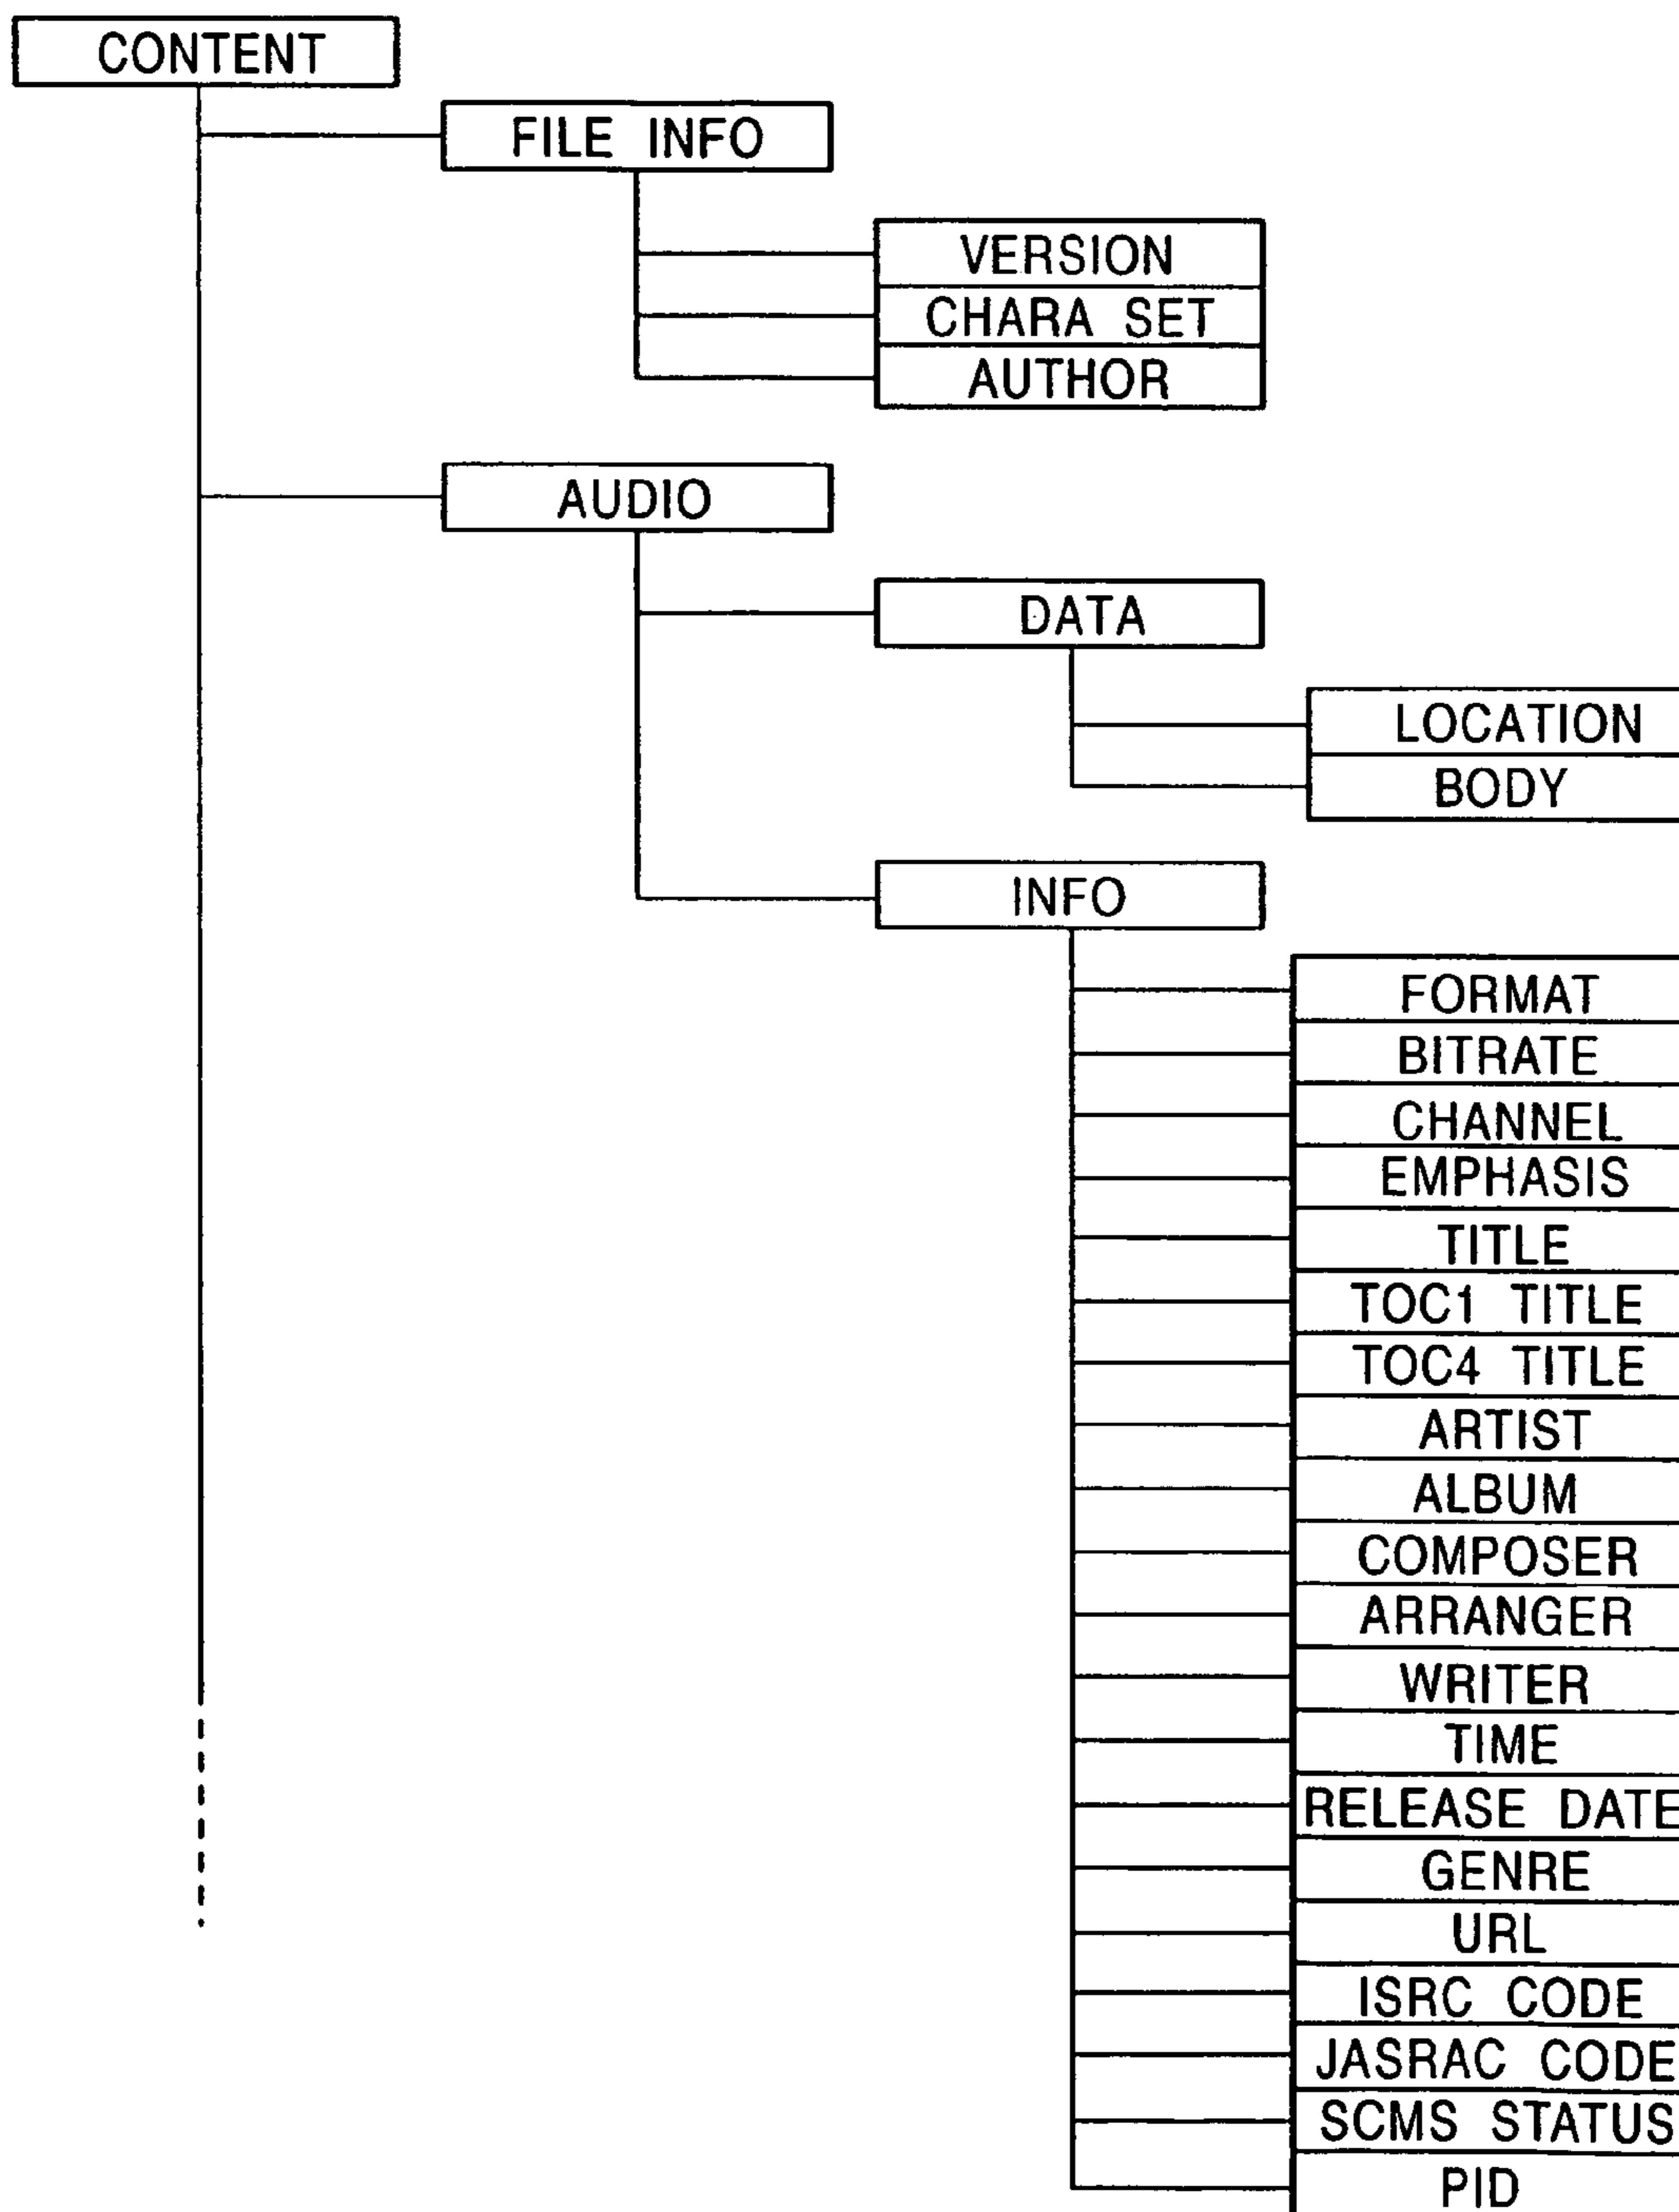 CONTENT
FILE INFO
VERSION
CHARA SET
AUTHOR
AUDIO
DATA
LOCATION
BODY
INFO
FORMAT
BITRATE
CHANNEL
EMPHASIS
TITLE
TOC1 TITLE
TOC4 TITLE
ARTIST
ALBUM
COMPOSER
ARRANGER
WRITER
TIME
RELEASE DATE
GENRE
URL
ISRC CODE
JASRAC CODE
SCMS STATUS
PID